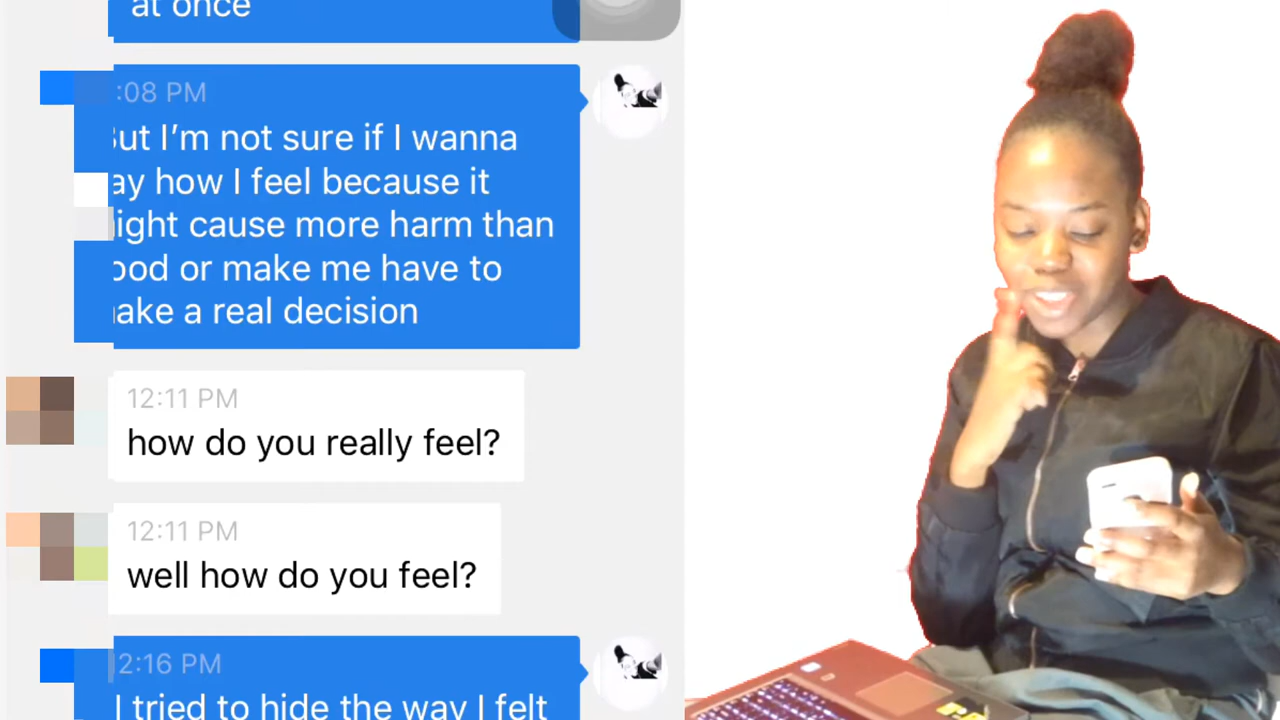 at once
:08 PM
But I'm not sure if I wanna
ay how I feel because it
ight cause more harm than
ood or make me have to
ake a real decision
12:11 PM
how do you really feel?
12:11 PM
well how do you feel?
2:16 PM
I tried to hide the way I felt